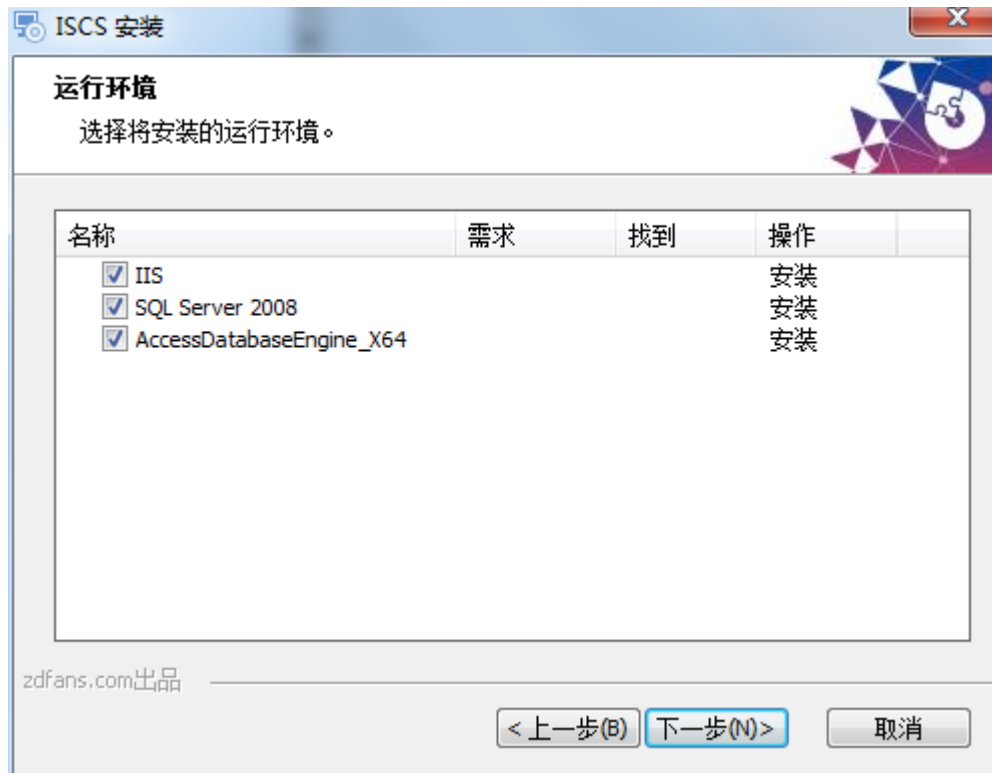 ISCS 安装
运行环境
选择将安装的运行环境。
名称 需求 找到 操作
IIS 安装
SQL Server 2008 安装
AccessDatabaseEngine_X64 安装
zdfans.com出品
< 上一步(B) 下一步(N)> 取消